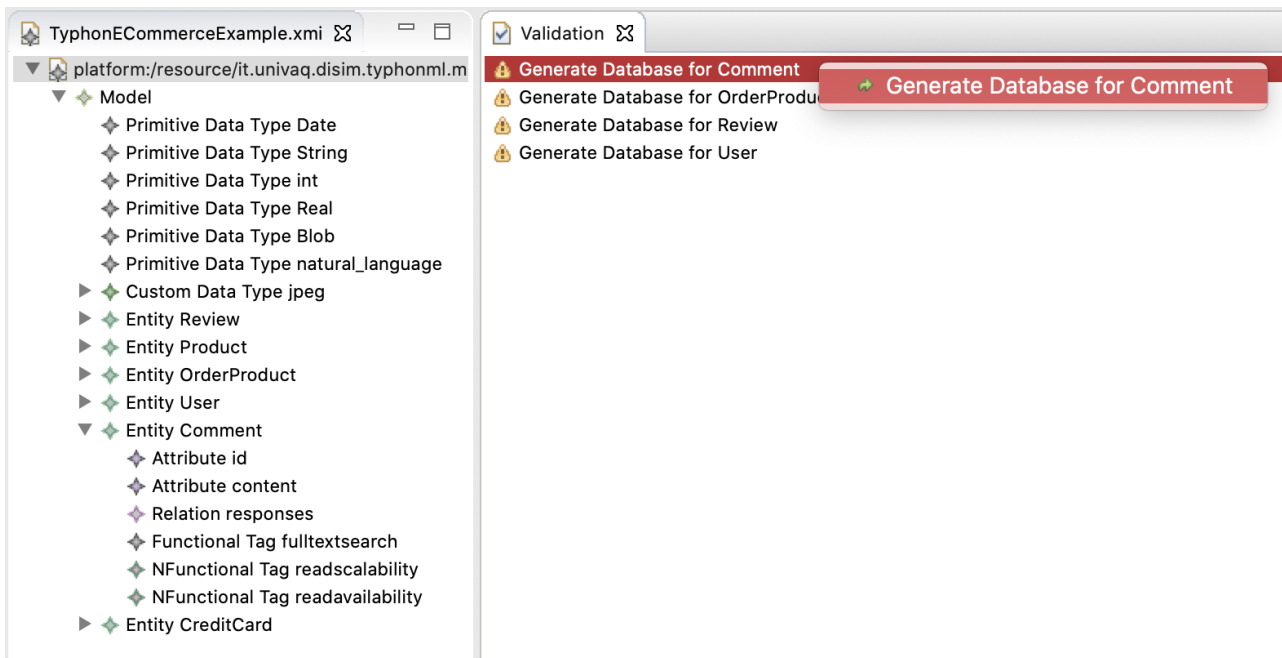 TyphonECommerceExample.xmi
platform:/resource/it.univaq.disim.typhonml.m
Model
Primitive Data Type Date
Primitive Data Type String
Primitive Data Type int
Primitive Data Type Real
Primitive Data Type Blob
Primitive Data Type natural_language
Custom Data Type jpeg
Entity Review
Entity Product
Entity OrderProduct
Entity User
Entity Comment
Attribute id
Attribute content
Relation responses
Functional Tag fulltextsearch
NFunctional Tag readscalability
NFunctional Tag readavailability
Entity CreditCard
Validation
Generate Database for Comment
Generate Database for OrderProdu
Generate Database for Review
Generate Database for User
Generate Database for Comment